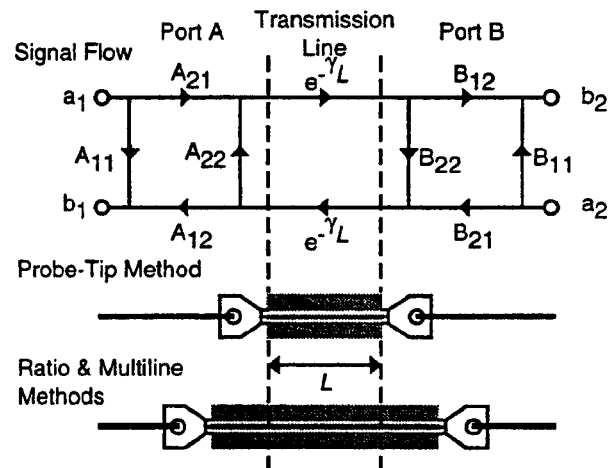 Transmission
Port A Line Port B
Signal Flow
A21 e^-γL B12
a1 b2
A11 A22 B22 B11
b1 a2
A12 e^-γL B21
Probe-Tip Method
L
Ratio & Multiline
Methods